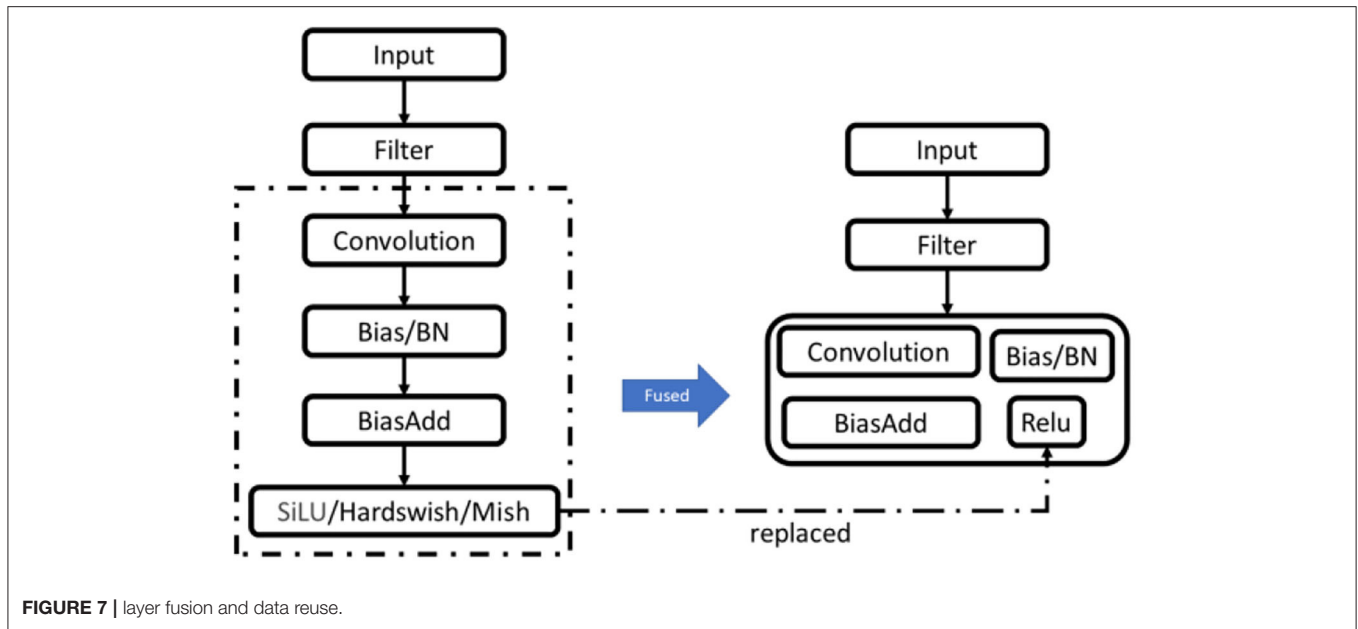 Input
Filter
Convolution
Bias/BN
BiasAdd
SiLU/Hardswish/Mish
Fused
replaced
Input
Filter
Convolution
Bias/BN
BiasAdd
Relu
FIGURE 7 | layer fusion and data reuse.